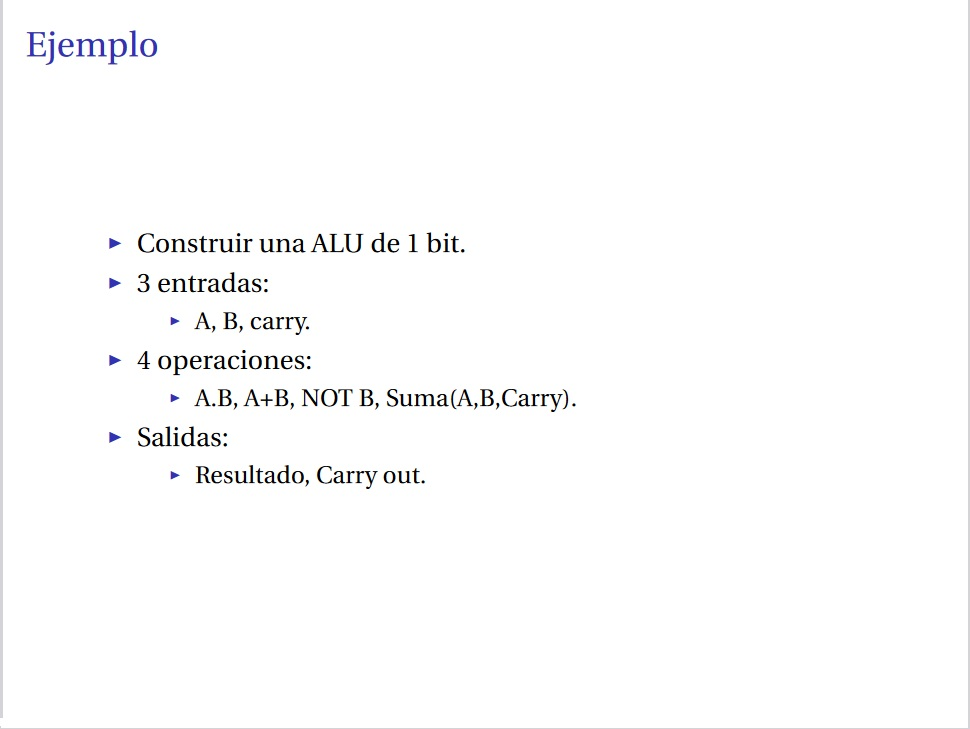 Ejemplo
Construir una ALU de 1 bit.
3 entradas:
A, B, carry.
4 operaciones:
A.B, A+B, NOT B, Suma(A,B,Carry).
Salidas:
Resultado, Carry out.